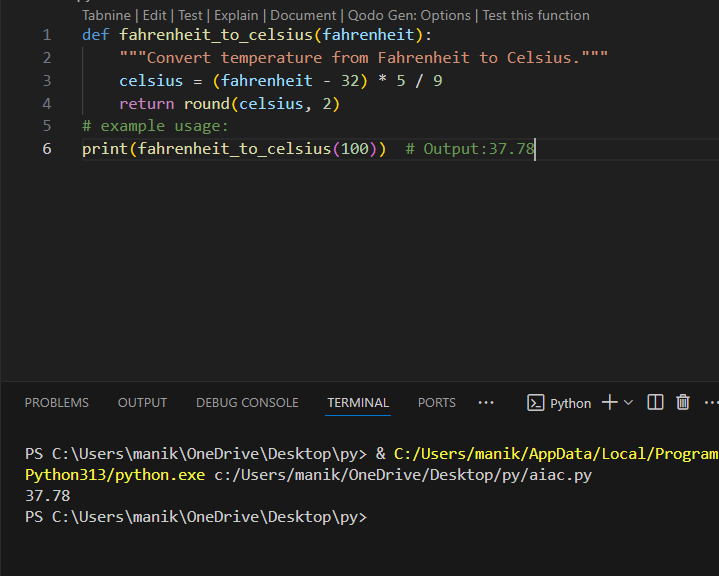 Tabnine | Edit | Test | Explain | Document | Qodo Gen: Options | Test this function
1 def fahrenheit_to_celsius(fahrenheit):
2     """Convert temperature from Fahrenheit to Celsius."""
3     celsius = (fahrenheit - 32) * 5 / 9
4     return round(celsius, 2)
5 # example usage:
6 print(fahrenheit_to_celsius(100))  # Output:37.78
PROBLEMS OUTPUT DEBUG CONSOLE TERMINAL PORTS ··· Python ···
PS C:\Users\manik\OneDrive\Desktop\py> & C:/Users/manik/AppData/Local/Program
Python313/python.exe c:/Users/manik/OneDrive/Desktop/py/aiac.py
37.78
PS C:\Users\manik\OneDrive\Desktop\py>